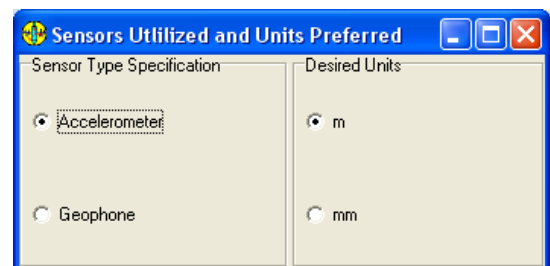 Sensors Utlilized and Units Preferred
Sensor Type Specification
Desired Units
Accelerometer
m
Geophone
mm